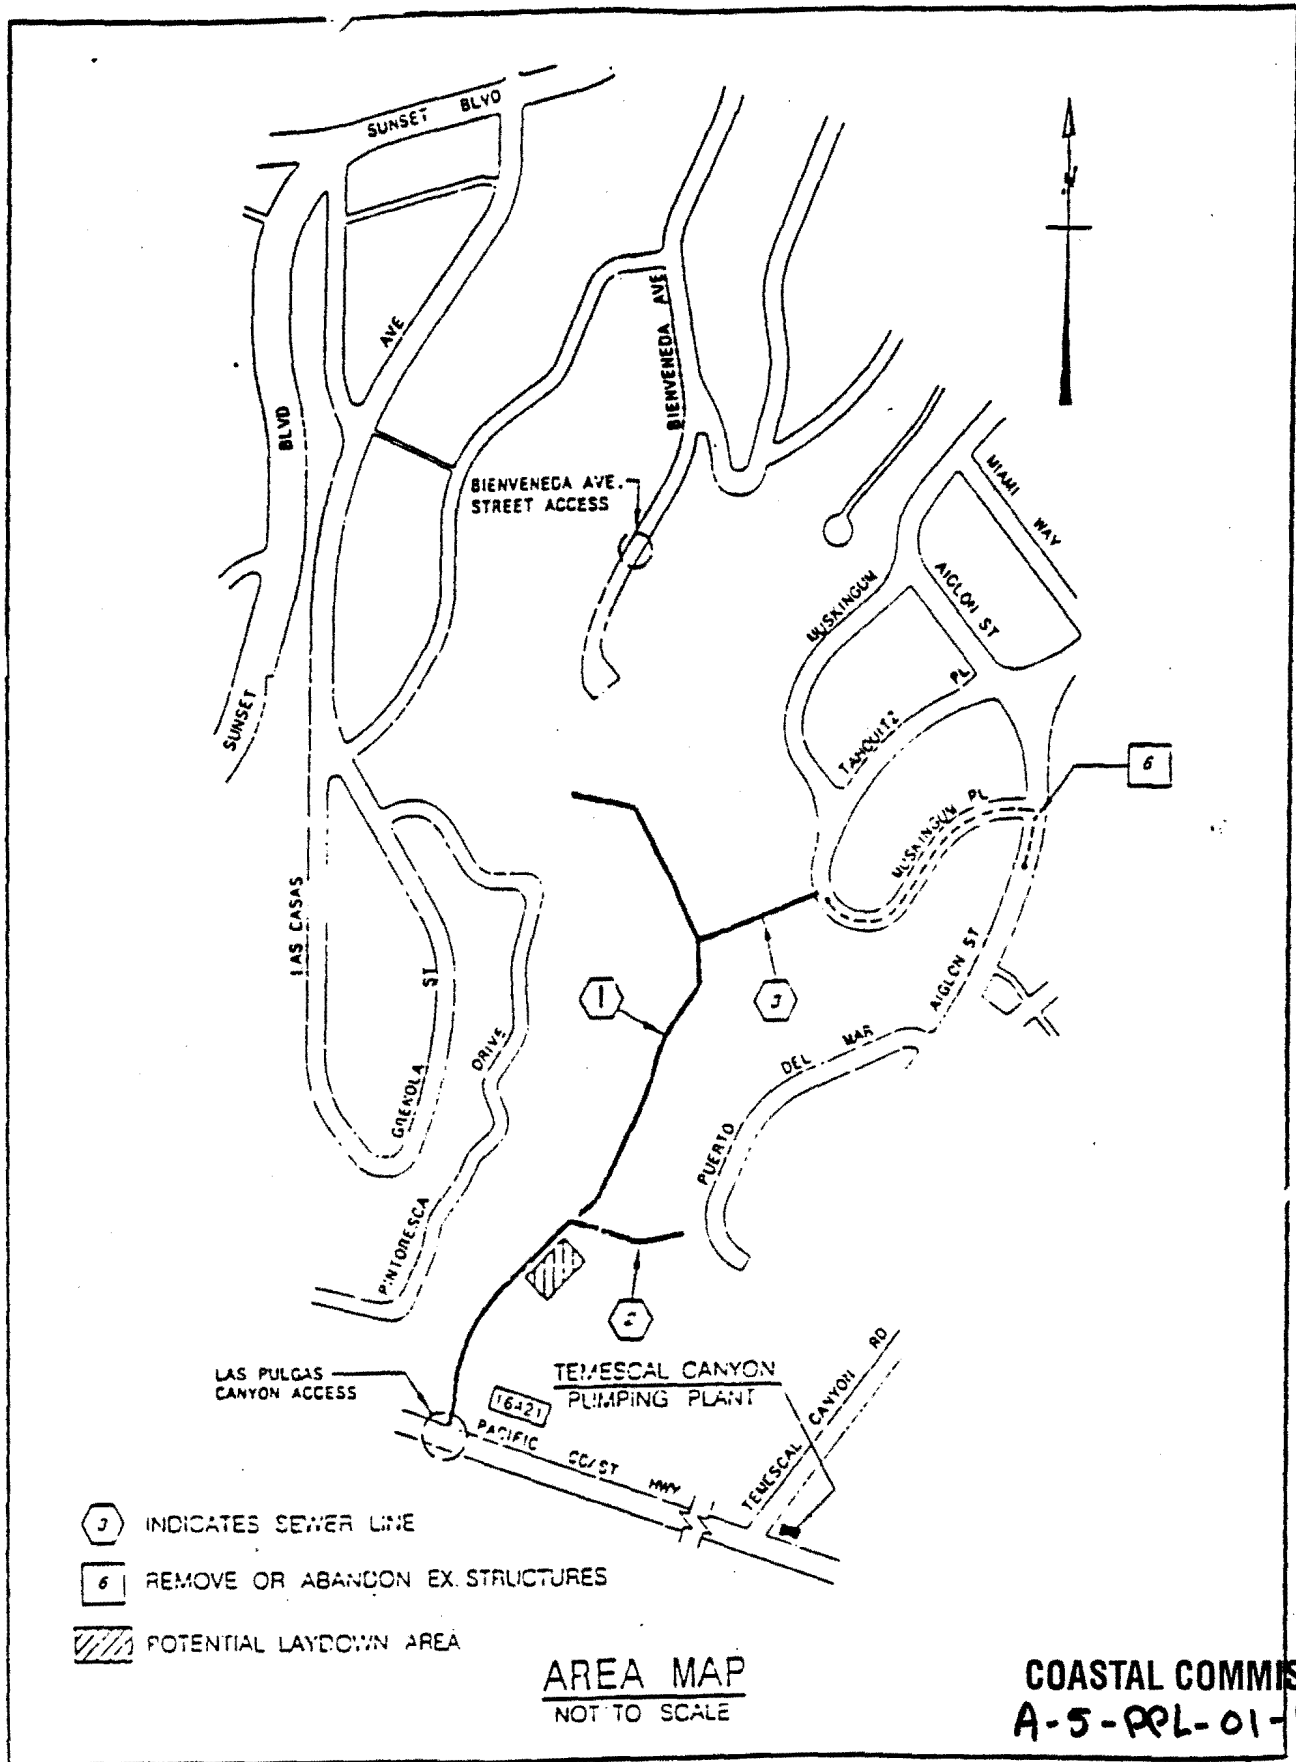 SUNSET BLVD
N
AVE
BIENVENEDA AVE
BLVD
BIENVENEDA AVE.
STREET ACCESS
MIAMI WAY
AIGLON ST
MUSKINGUM
PL
TAHQUITZ
SUNSET
6
MUSKINGUM PL
LAS CASAS
ST
AIGLON ST
1
3
DRIVE
DEL MAR
GRENOLA
PUERTO
PINTORESCA
2
LAS PULGAS
CANYON ACCESS
TEMESCAL CANYON
PUMPING PLANT
16421
PACIFIC COAST HWY
TEMESCAL CANYON RD
3 INDICATES SEWER LINE
6 REMOVE OR ABANDON EX. STRUCTURES
POTENTIAL LAYDOWN AREA
AREA MAP
NOT TO SCALE
COASTAL COMMIS
A-5-PPL-01-